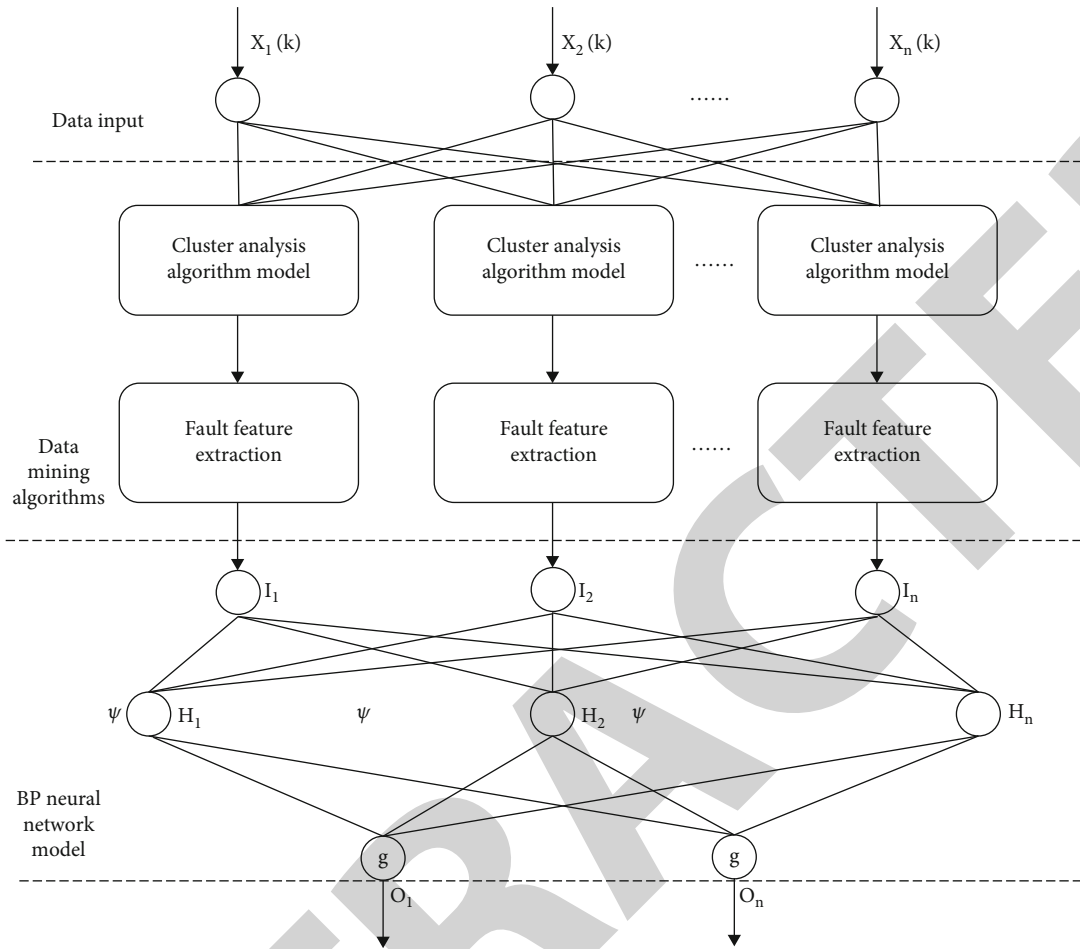 X₁ (k) X₂ (k) Xₙ (k)
......
Data input
Cluster analysis
algorithm model
Cluster analysis
algorithm model
......
Cluster analysis
algorithm model
Data
mining
algorithms
Fault feature
extraction
Fault feature
extraction
......
Fault feature
extraction
I₁ I₂ Iₙ
ψ H₁ ψ H₂ ψ Hₙ
BP neural
network
model
g g
O₁ Oₙ